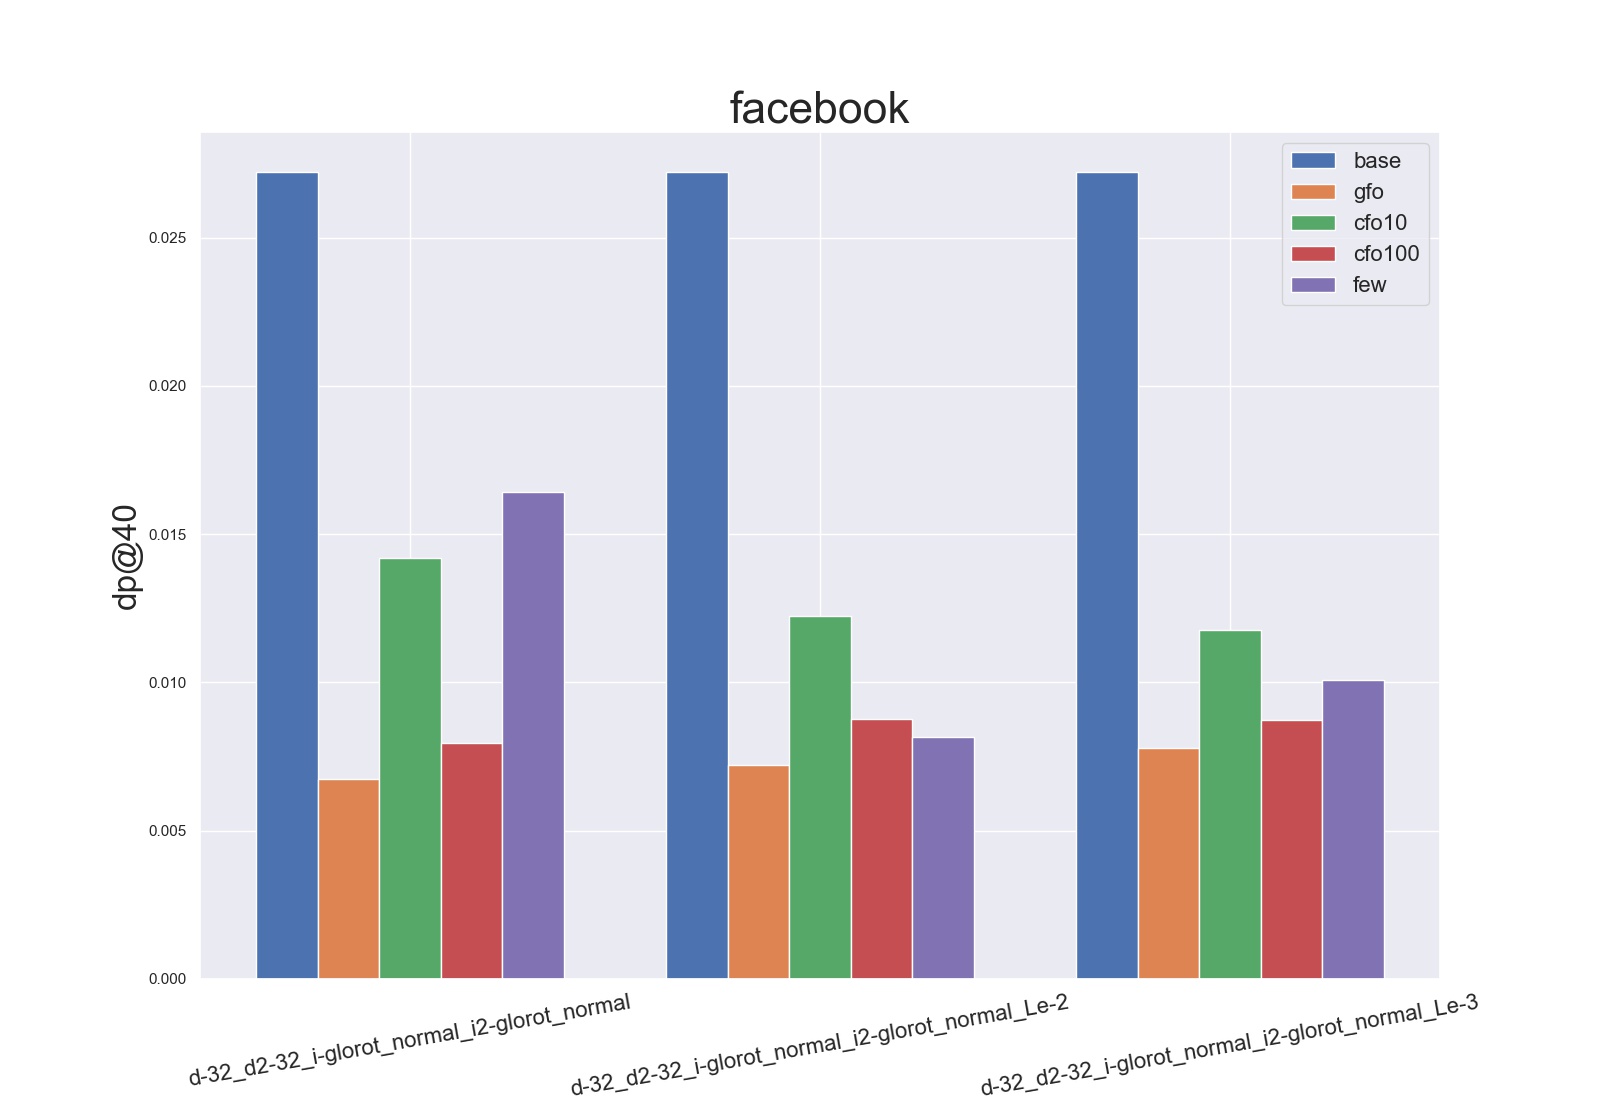 facebook
base
gfo
cfo10
cfo100
few
dp@40
0.025
0.020
0.015
0.010
0.005
0.000
d-32_d2-32_i-glorot_normal_i2-glorot_normal
d-32_d2-32_i-glorot_normal_i2-glorot_normal_Le-2
d-32_d2-32_i-glorot_normal_i2-glorot_normal_Le-3